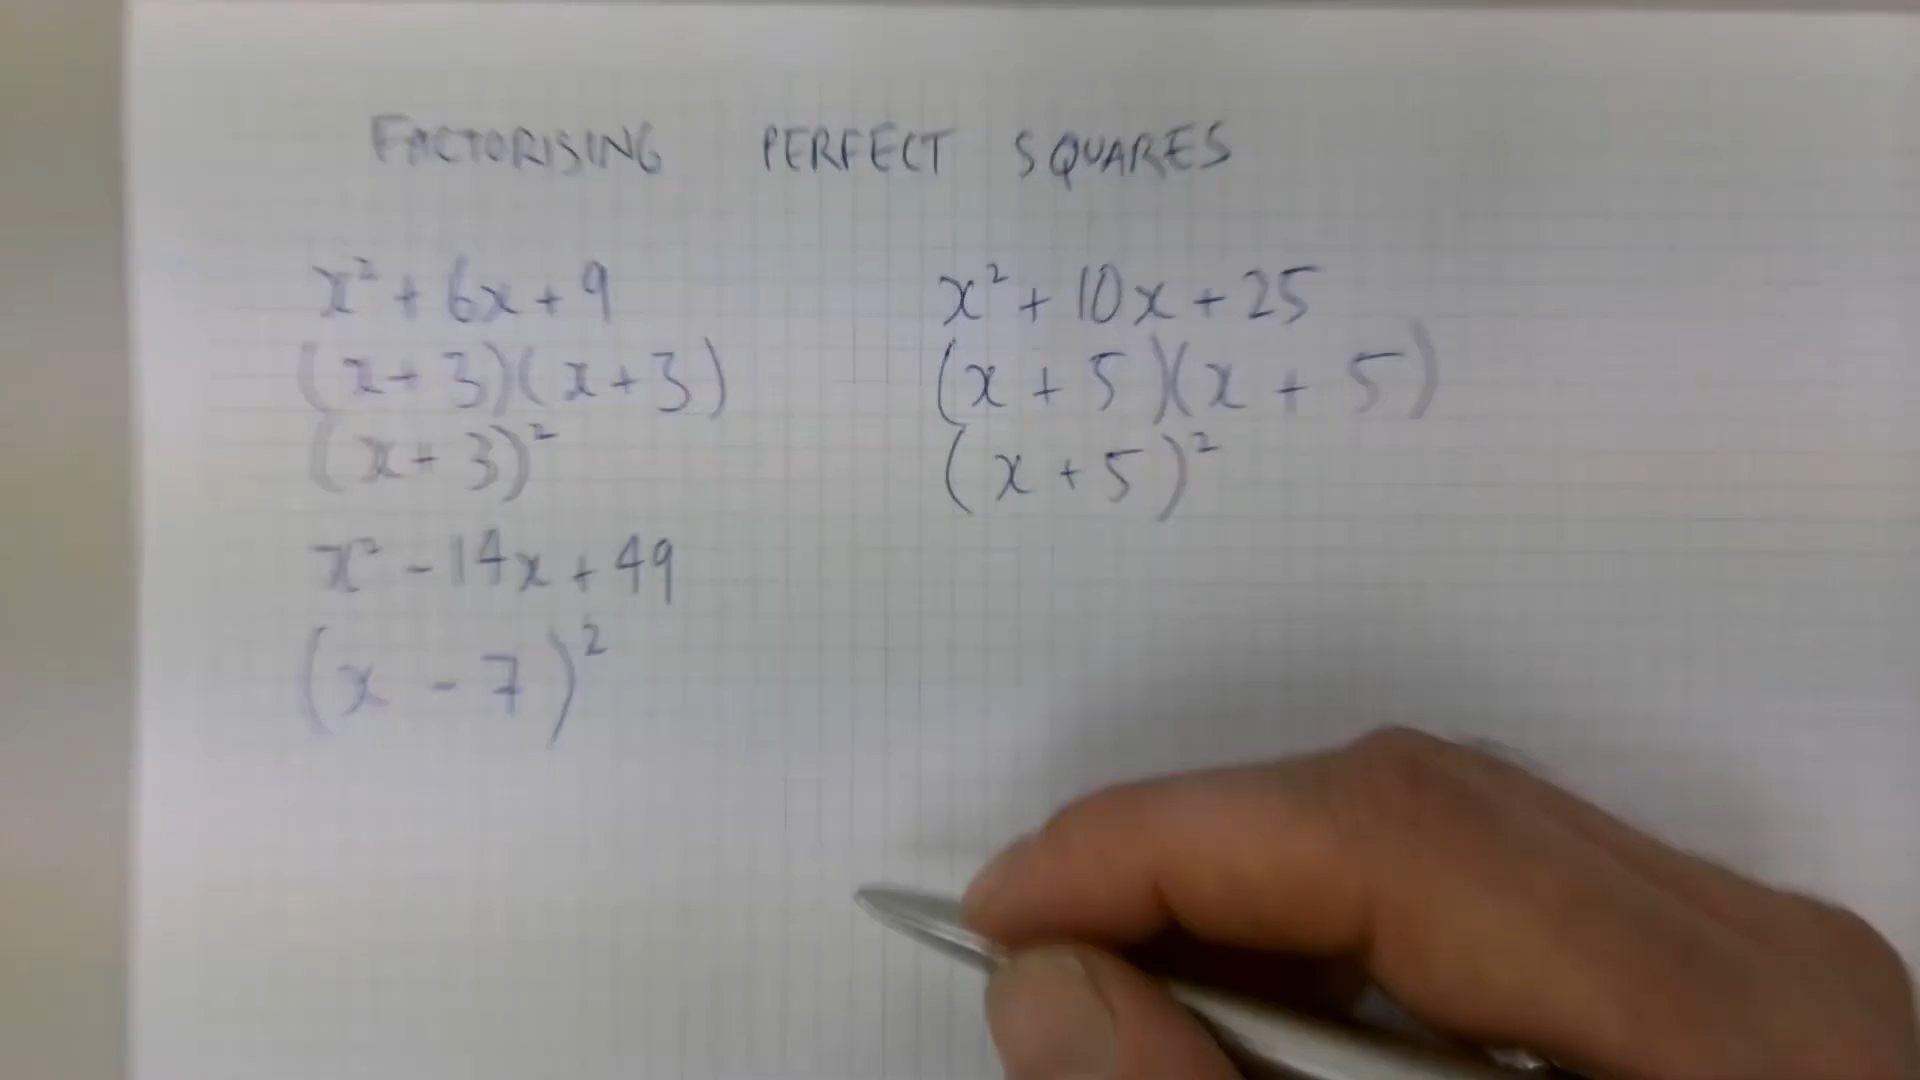 FACTORISING PERFECT SQUARES
x² + 6x + 9
(x + 3)(x + 3)
(x + 3)²
x² - 14x + 49
(x - 7)²
x² + 10x + 25
(x + 5)(x + 5)
(x + 5)²